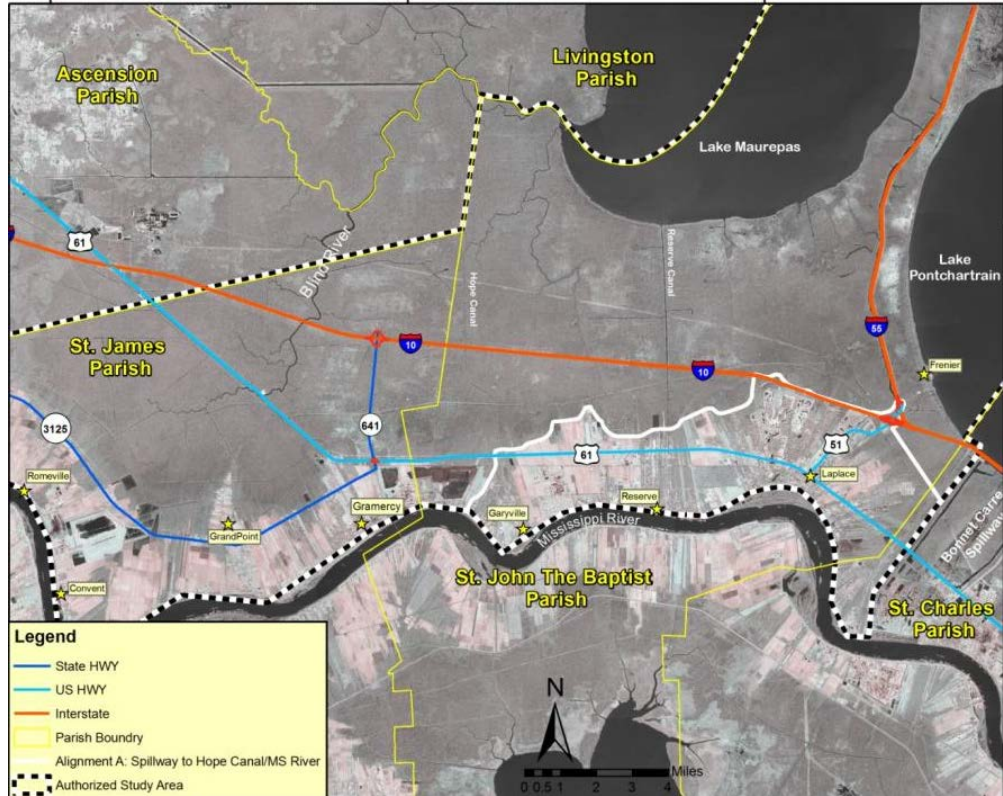 Ascension
Parish
Livingston
Parish
Lake Maurepas
61
Blind River
Hope Canal
Reserve Canal
Lake
Pontchartrain
St. James
Parish
10
10
55
Frenier
3125
641
61
51
Romeville
Laplace
GrandPoint
Gramercy
Garyville
Reserve
Mississippi River
Bonnet Carre
Spillway
Convent
St. John The Baptist
Parish
St. Charles
Parish
Legend
State HWY
US HWY
Interstate
Parish Boundry
Alignment A: Spillway to Hope Canal/MS River
Authorized Study Area
N
0 0.5 1 2 3 4
Miles